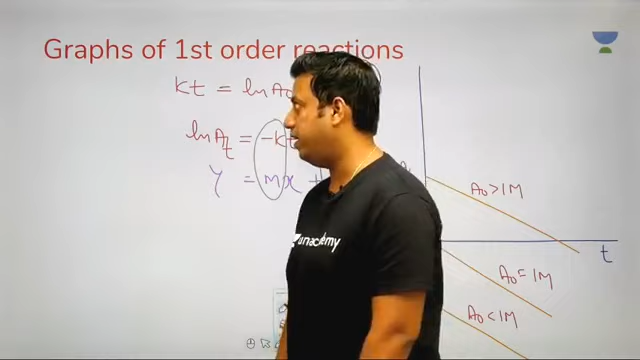 Graphs of 1st order reactions
kt = ln A₀
ln Aₜ = -kt
Y = mx +
A₀ > 1M
t
A₀ = 1M
A₀ < 1M
unacademy